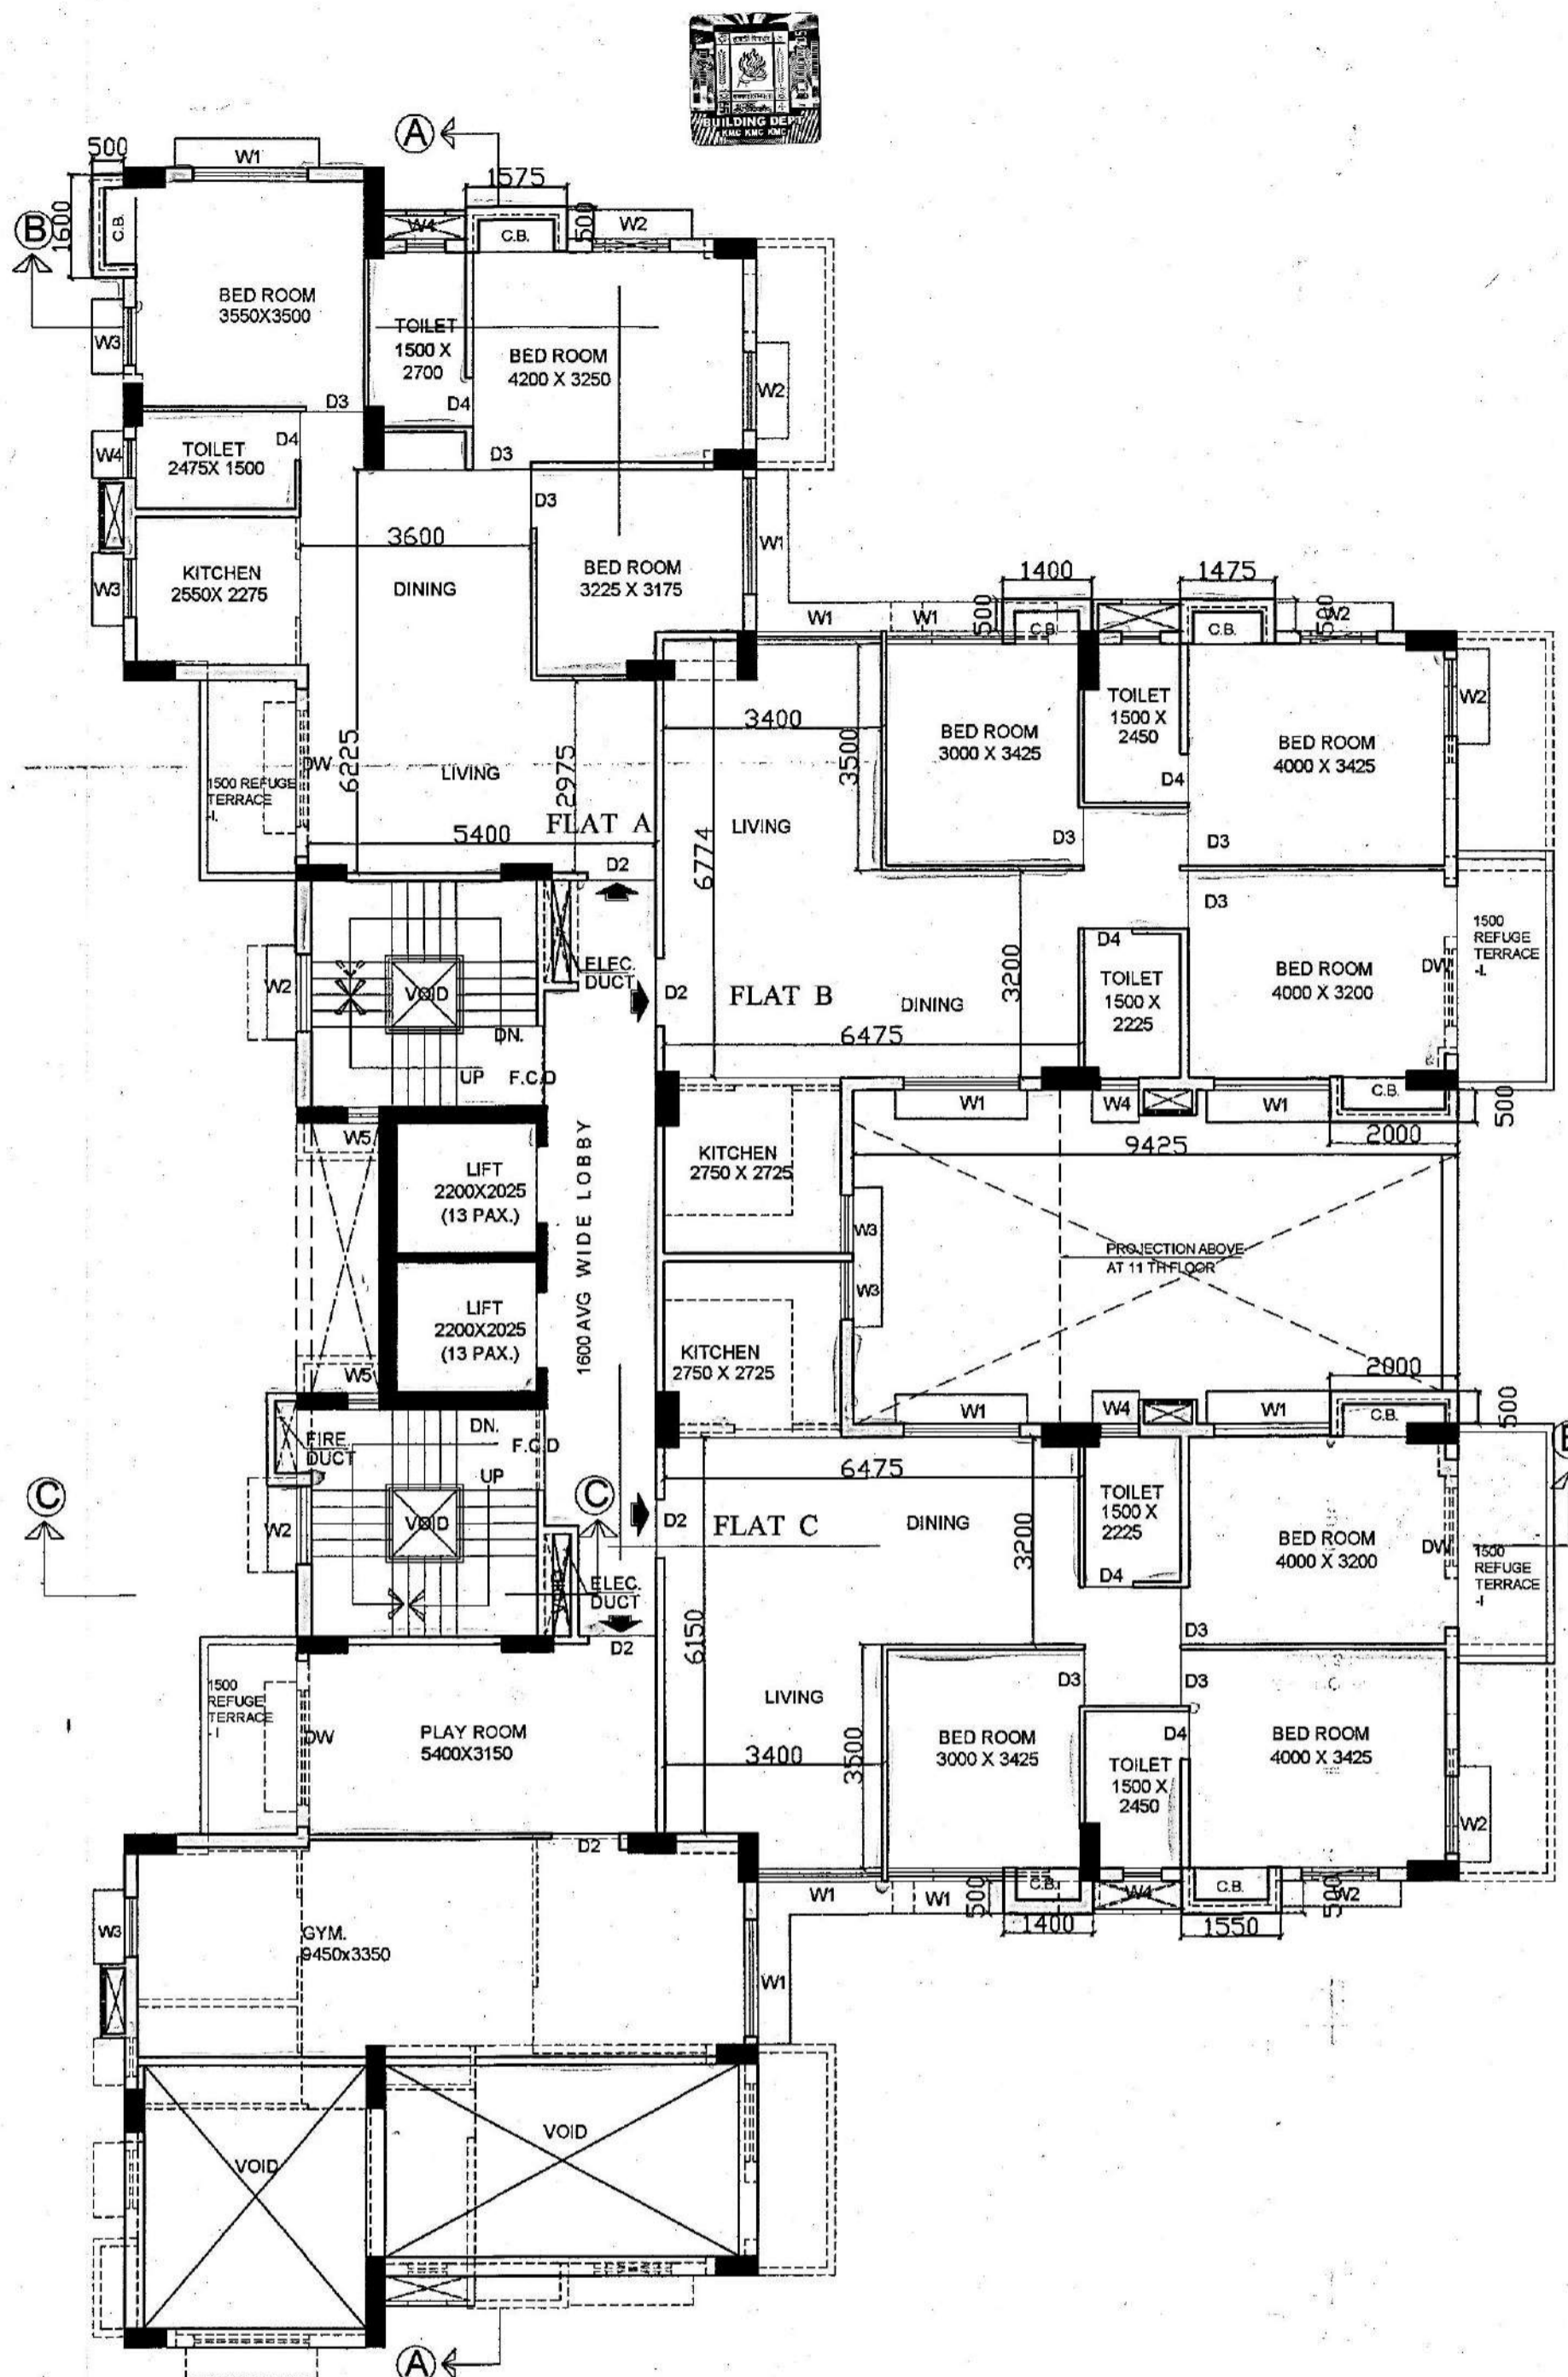 BUILDING DEPT
KMC KMC KMC
A
500
W1
1575
B
1600
C.B.
W4
C.B.
500
W2
BED ROOM
3550X3500
W3
TOILET
1500 X
2700
BED ROOM
4200 X 3250
W2
D3
D4
TOILET
2475X 1500
D4
W4
D3
D3
3600
W1
KITCHEN
2550X 2275
W3
DINING
BED ROOM
3225 X 3175
1400
1475
W1
W1
500
C.B.
C.B.
500
W2
3400
BED ROOM
3000 X 3425
TOILET
1500 X
2450
BED ROOM
4000 X 3425
W2
6225
2975
3500
1500 REFUGE
TERRACE
-I.
DW
LIVING
D4
5400
FLAT A
LIVING
6774
D3
D3
D2
D3
1500
REFUGE
TERRACE
-I.
W2
VOID
ELEC.
DUCT
D2
FLAT B
DINING
3200
D4
TOILET
1500 X
2225
BED ROOM
4000 X 3200
DW
DN.
6475
UP
F.C.D
W1
W4
W1
C.B.
500
2000
W5
LIFT
2200X2025
(13 PAX.)
1600 AVG WIDE LOBBY
KITCHEN
2750 X 2725
9425
W3
PROJECTION ABOVE
AT 11 TH FLOOR
W3
LIFT
2200X2025
(13 PAX.)
KITCHEN
2750 X 2725
W5
2000
W1
W4
W1
C.B.
500
DN.
FIRE
DUCT
F.C.D
UP
6475
C
C
W2
VOID
D2
FLAT C
DINING
3200
TOILET
1500 X
2225
BED ROOM
4000 X 3200
DW
1500
REFUGE
TERRACE
-I
D4
ELEC.
DUCT
D2
6150
D3
1500
REFUGE
TERRACE
-I
DW
PLAY ROOM
5400X3150
LIVING
3400
3500
D3
D3
BED ROOM
3000 X 3425
D4
TOILET
1500 X
2450
BED ROOM
4000 X 3425
W2
D2
W3
GYM.
9450x3350
W1
W1
W1
500
C.B.
1400
W4
C.B.
1550
500
W2
VOID
VOID
A